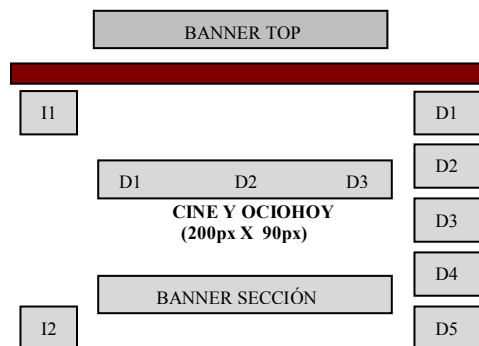 BANNER TOP
I1
D1
D2
D1 D2 D3
CINE Y OCIOHOY
(200px X 90px)
D3
D4
BANNER SECCIÓN
I2
D5